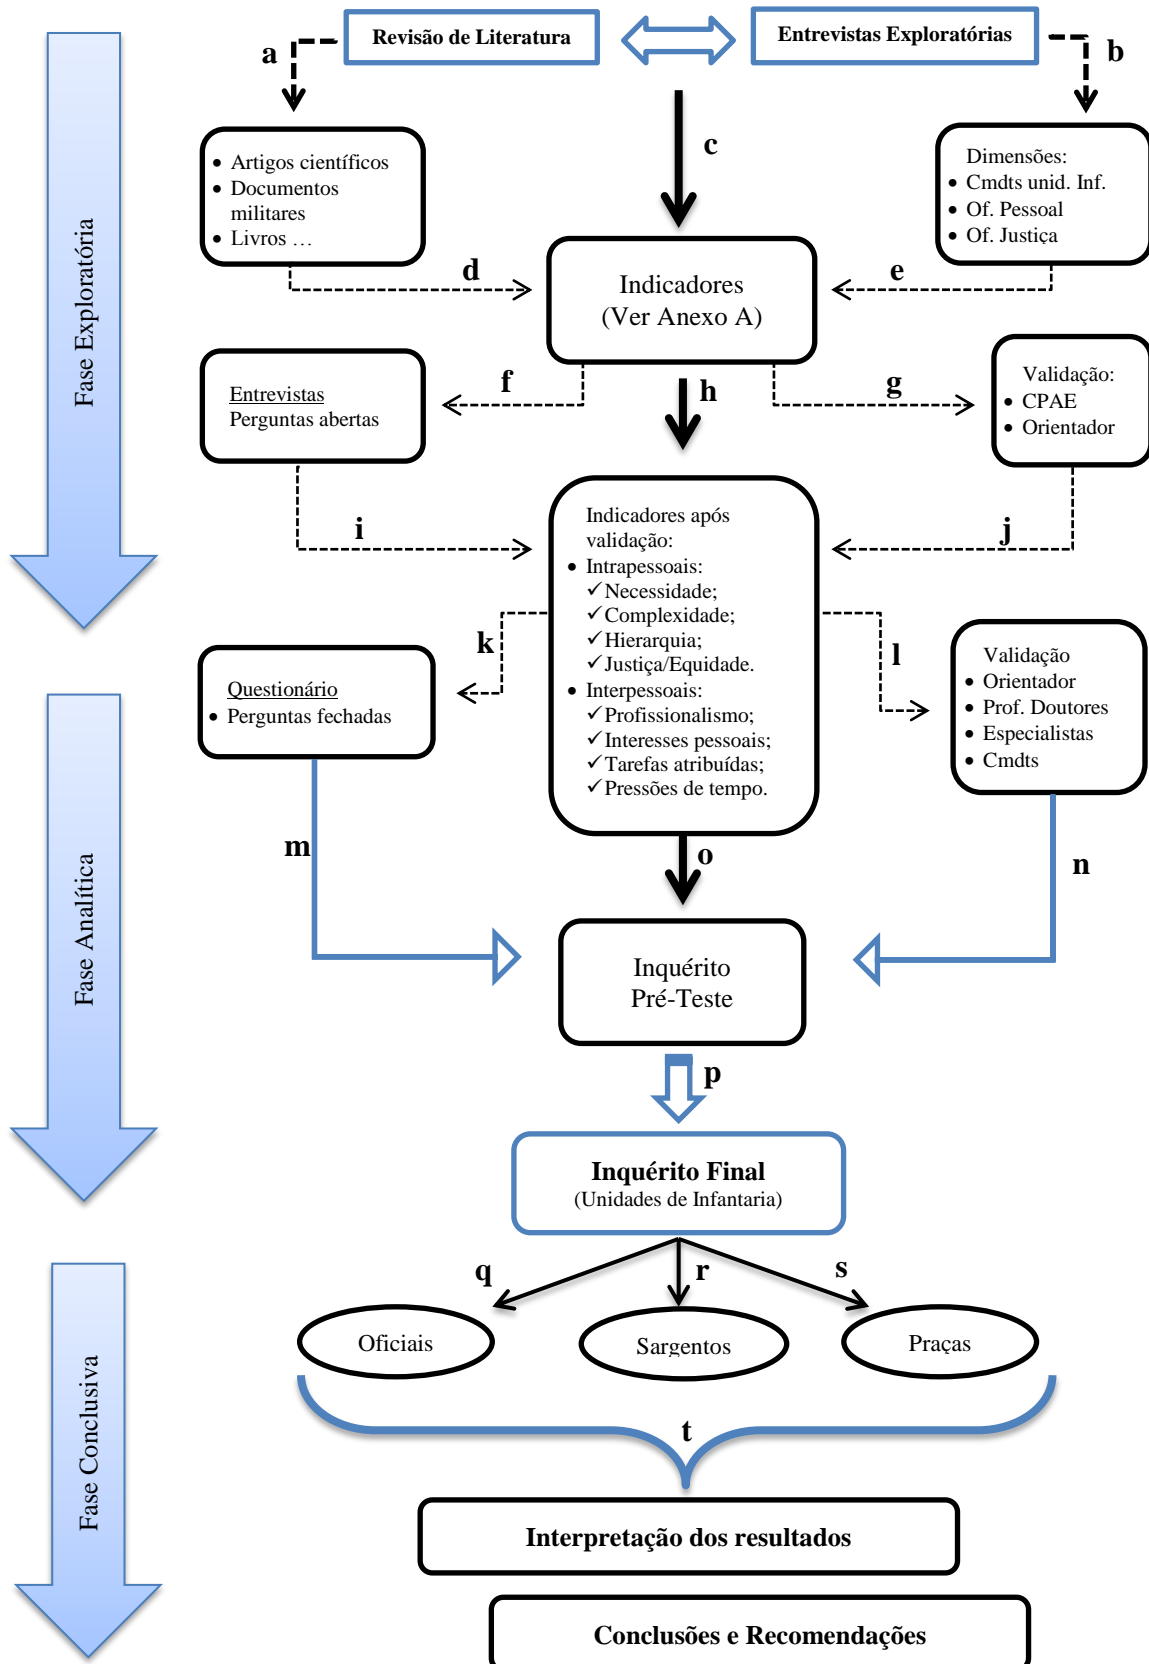 Revisão de Literatura
Entrevistas Exploratórias
a
b
c
Fase Exploratória
• Artigos científicos
• Documentos
militares
• Livros …
Dimensões:
• Cmdts unid. Inf.
• Of. Pessoal
• Of. Justiça
d
e
Indicadores
(Ver Anexo A)
f
h
g
Entrevistas
Perguntas abertas
Validação:
• CPAE
• Orientador
i
j
Indicadores após
validação:
• Intrapessoais:
✓Necessidade;
✓Complexidade;
✓Hierarquia;
✓Justiça/Equidade.
• Interpessoais:
✓Profissionalismo;
✓Interesses pessoais;
✓Tarefas atribuídas;
✓Pressões de tempo.
k
l
Questionário
• Perguntas fechadas
Validação
• Orientador
• Prof. Doutores
• Especialistas
• Cmdts
Fase Analítica
m
o
n
Inquérito
Pré-Teste
p
Inquérito Final
(Unidades de Infantaria)
q
r
s
Oficiais
Sargentos
Praças
Fase Conclusiva
t
Interpretação dos resultados
Conclusões e Recomendações